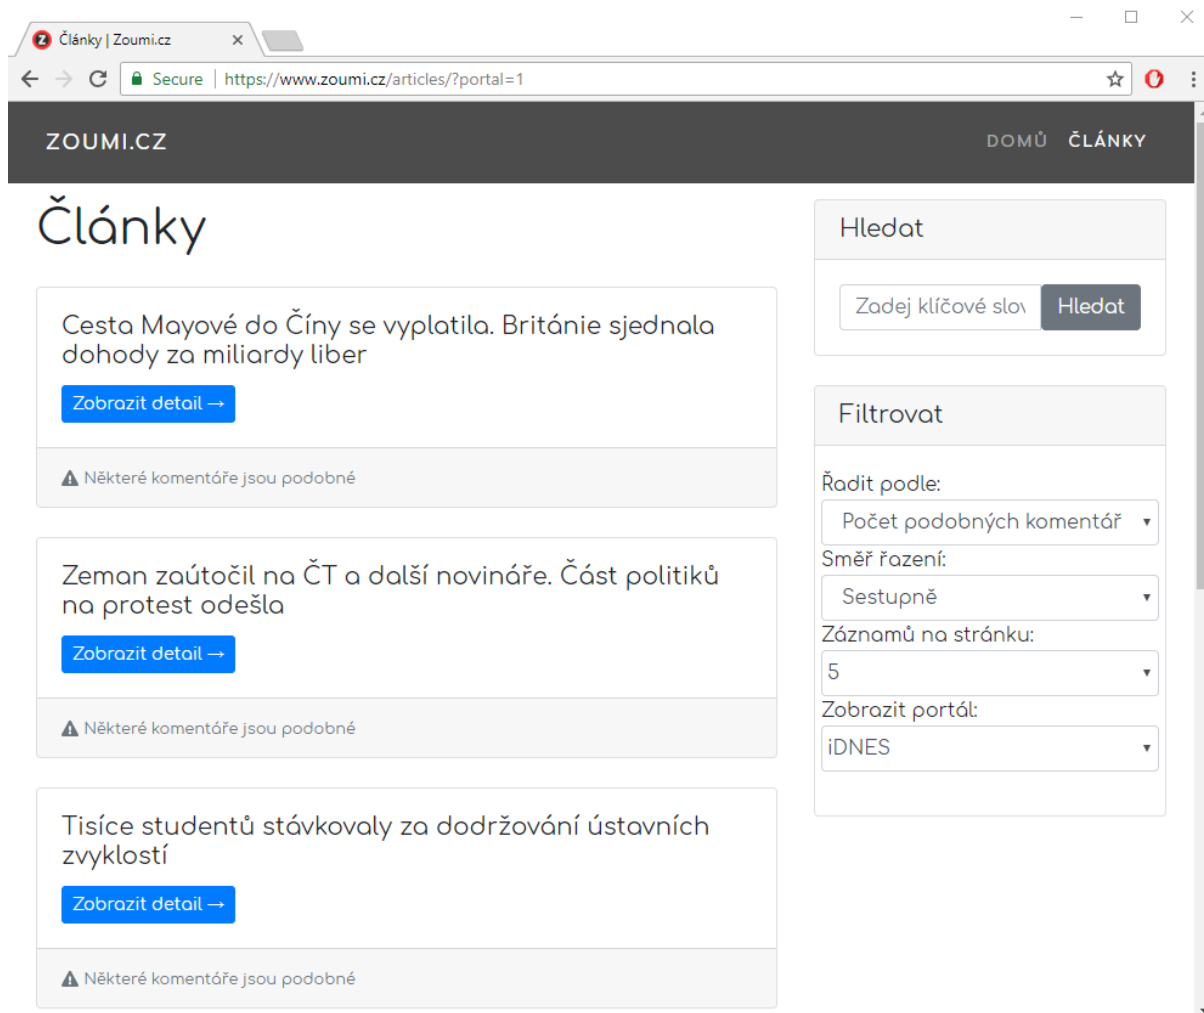 Články | Zoumi.cz
Secure | https://www.zoumi.cz/articles/?portal=1
ZOUMI.CZ
DOMŮ ČLÁNKY
Články
Cesta Mayové do Číny se vyplatila. Británie sjednala
dohody za miliardy liber
Zobrazit detail →
Některé komentáře jsou podobné
Zeman zaútočil na ČT a další novináře. Část politiků
na protest odešla
Zobrazit detail →
Některé komentáře jsou podobné
Tisíce studentů stávkovaly za dodržování ústavních
zvyklostí
Zobrazit detail →
Některé komentáře jsou podobné
Hledat
Zadej klíčové slov Hledat
Filtrovat
Řadit podle:
Počet podobných komentář
Směř řazení:
Sestupně
Záznamů na stránku:
5
Zobrazit portál:
iDNES